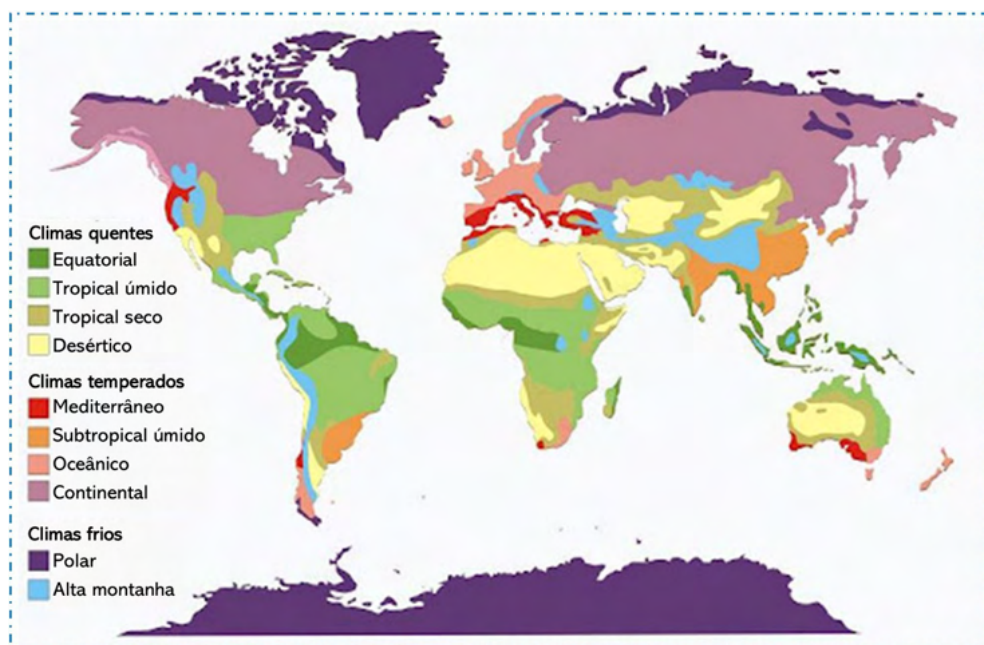 Climas quentes
Equatorial
Tropical úmido
Tropical seco
Desértico
Climas temperados
Mediterrâneo
Subtropical úmido
Oceânico
Continental
Climas frios
Polar
Alta montanha